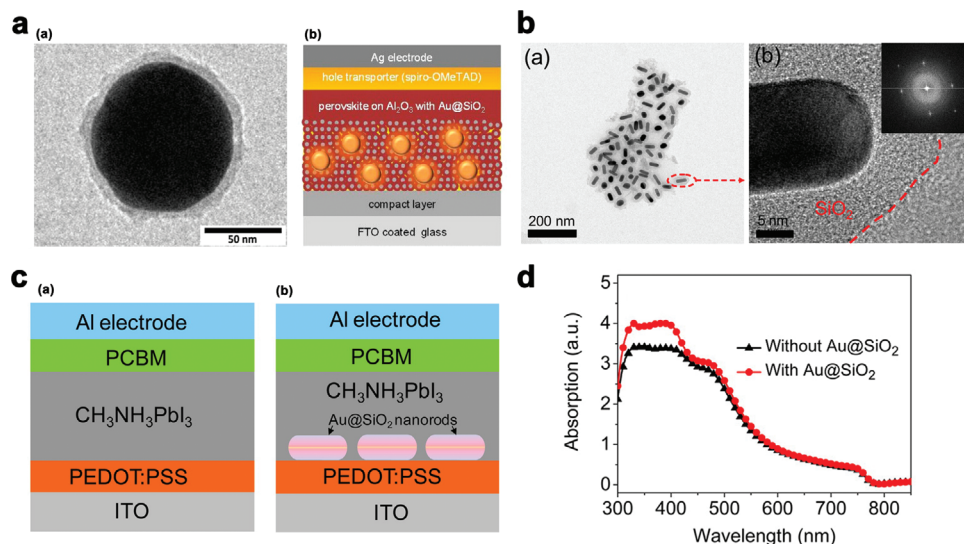 a
(a)
50 nm
(b)
Ag electrode
hole transporter (spiro-OMeTAD)
perovskite on Al₂O₃ with Au@SiO₂
compact layer
FTO coated glass
b
(a)
200 nm
(b)
SiO₂
5 nm
c
(a)
Al electrode
PCBM
CH₃NH₃PbI₃
PEDOT:PSS
ITO
(b)
Al electrode
PCBM
CH₃NH₃PbI₃
Au@SiO₂ nanorods
PEDOT:PSS
ITO
d
Absorption (a.u.)
5
4
3
2
1
0
Without Au@SiO₂
With Au@SiO₂
300 400 500 600 700 800
Wavelength (nm)